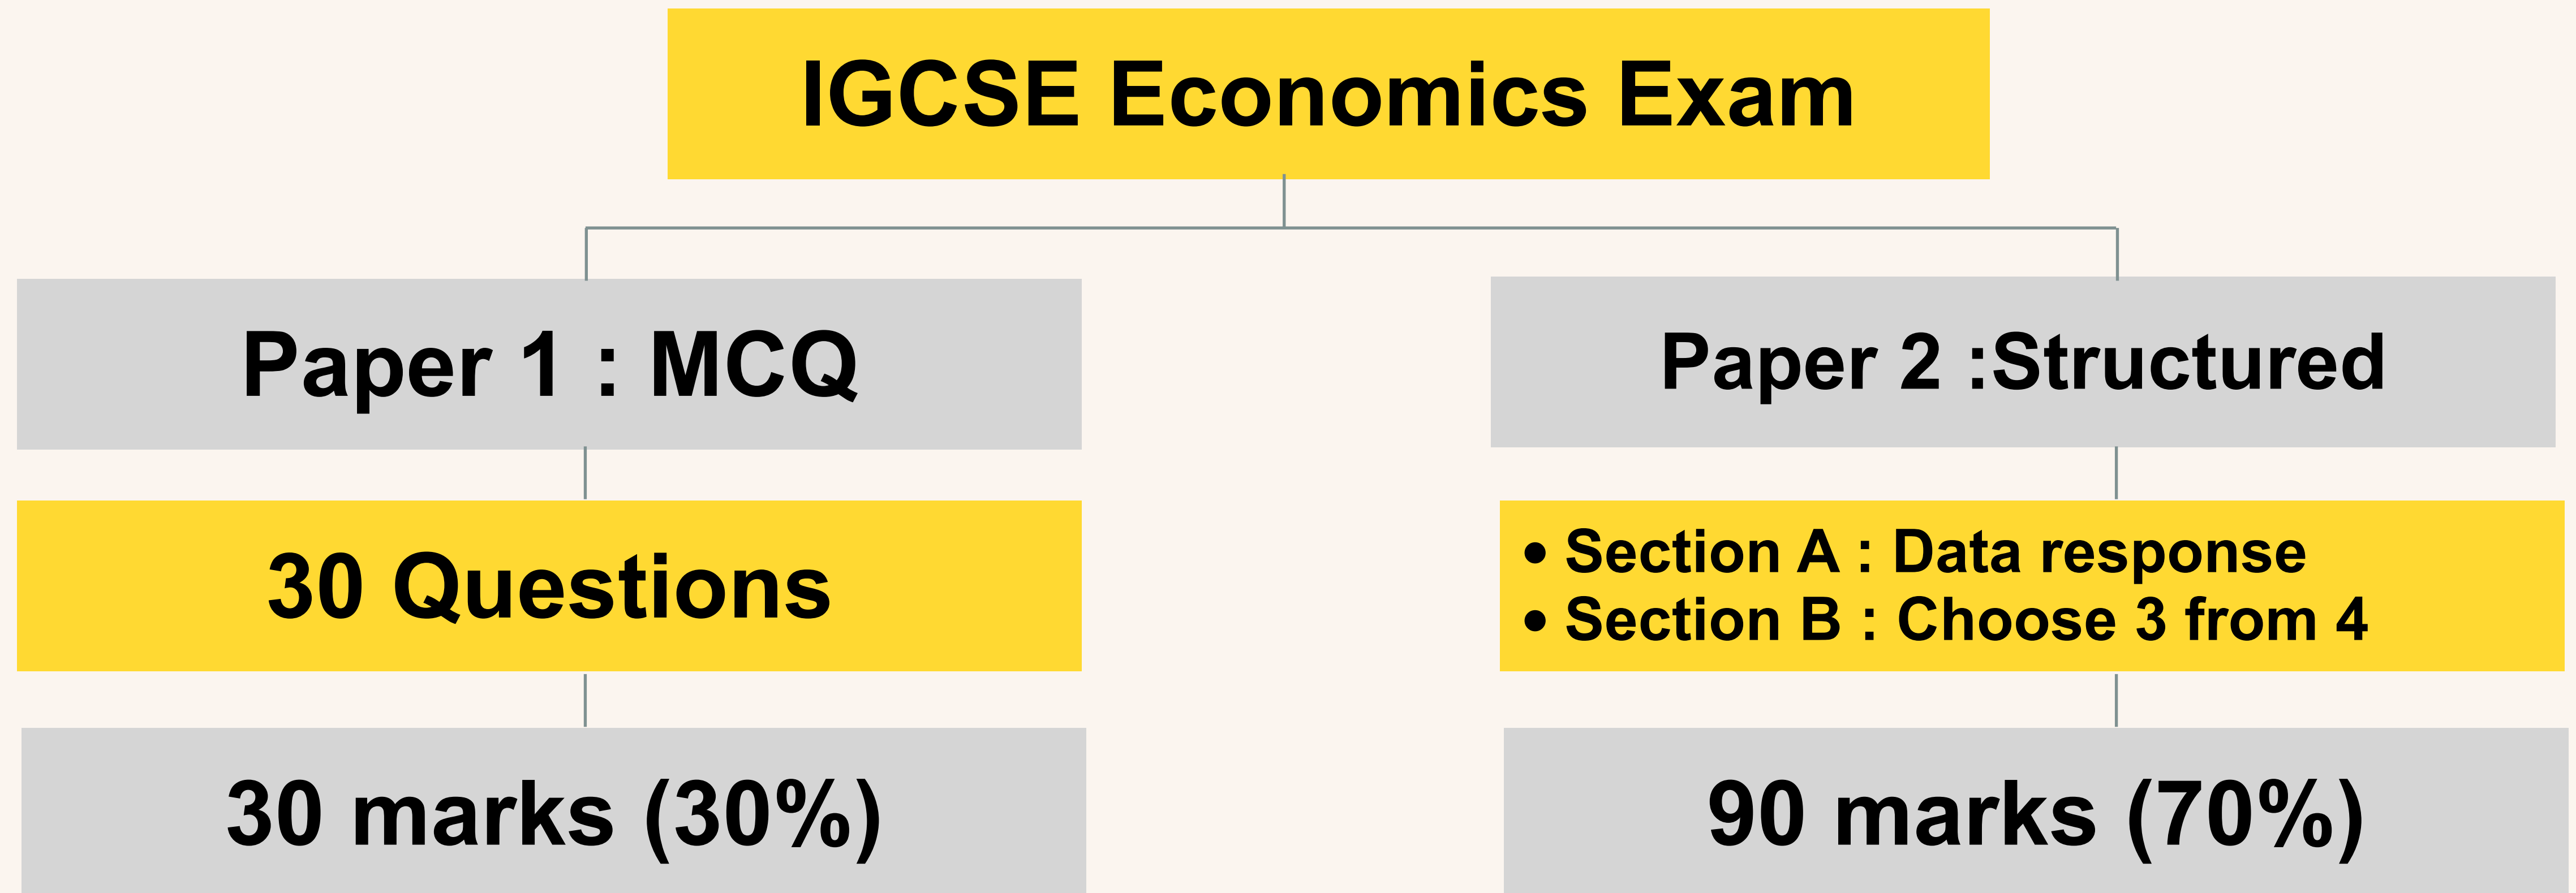 IGCSE Economics Exam
Paper 1 : MCQ
Paper 2 :Structured
30 Questions
• Section A : Data response
• Section B : Choose 3 from 4
30 marks (30%)
90 marks (70%)